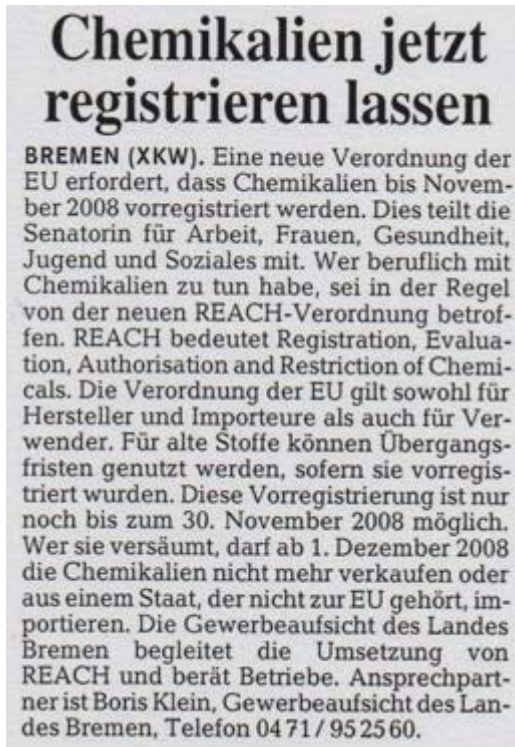 Chemikalien jetzt
registrieren lassen
BREMEN (XKW). Eine neue Verordnung der
EU erfordert, dass Chemikalien bis Novem-
ber 2008 vorregistriert werden. Dies teilt die
Senatorin für Arbeit, Frauen, Gesundheit,
Jugend und Soziales mit. Wer beruflich mit
Chemikalien zu tun habe, sei in der Regel
von der neuen REACH-Verordnung betrof-
fen. REACH bedeutet Registration, Evalua-
tion, Authorisation and Restriction of Chemi-
cals. Die Verordnung der EU gilt sowohl für
Hersteller und Importeure als auch für Ver-
wender. Für alte Stoffe können Übergangs-
fristen genutzt werden, sofern sie vorregis-
triert wurden. Diese Vorregistrierung ist nur
noch bis zum 30. November 2008 möglich.
Wer sie versäumt, darf ab 1. Dezember 2008
die Chemikalien nicht mehr verkaufen oder
aus einem Staat, der nicht zur EU gehört, im-
portieren. Die Gewerbeaufsicht des Landes
Bremen begleitet die Umsetzung von
REACH und berät Betriebe. Ansprechpart-
ner ist Boris Klein, Gewerbeaufsicht des Lan-
des Bremen, Telefon 04 71 / 9 52 5 60.